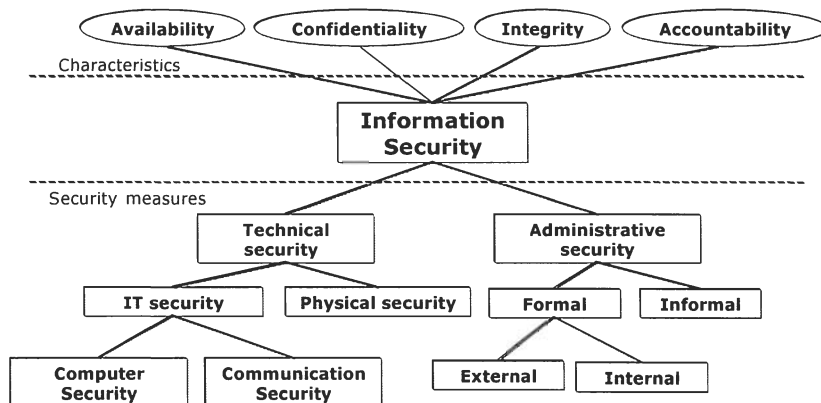 Availability
Confidentiality
Integrity
Accountability
Characteristics
Information
Security
Security measures
Technical
security
Administrative
security
IT security
Physical security
Formal
Informal
Computer
Security
Communication
Security
External
Internal